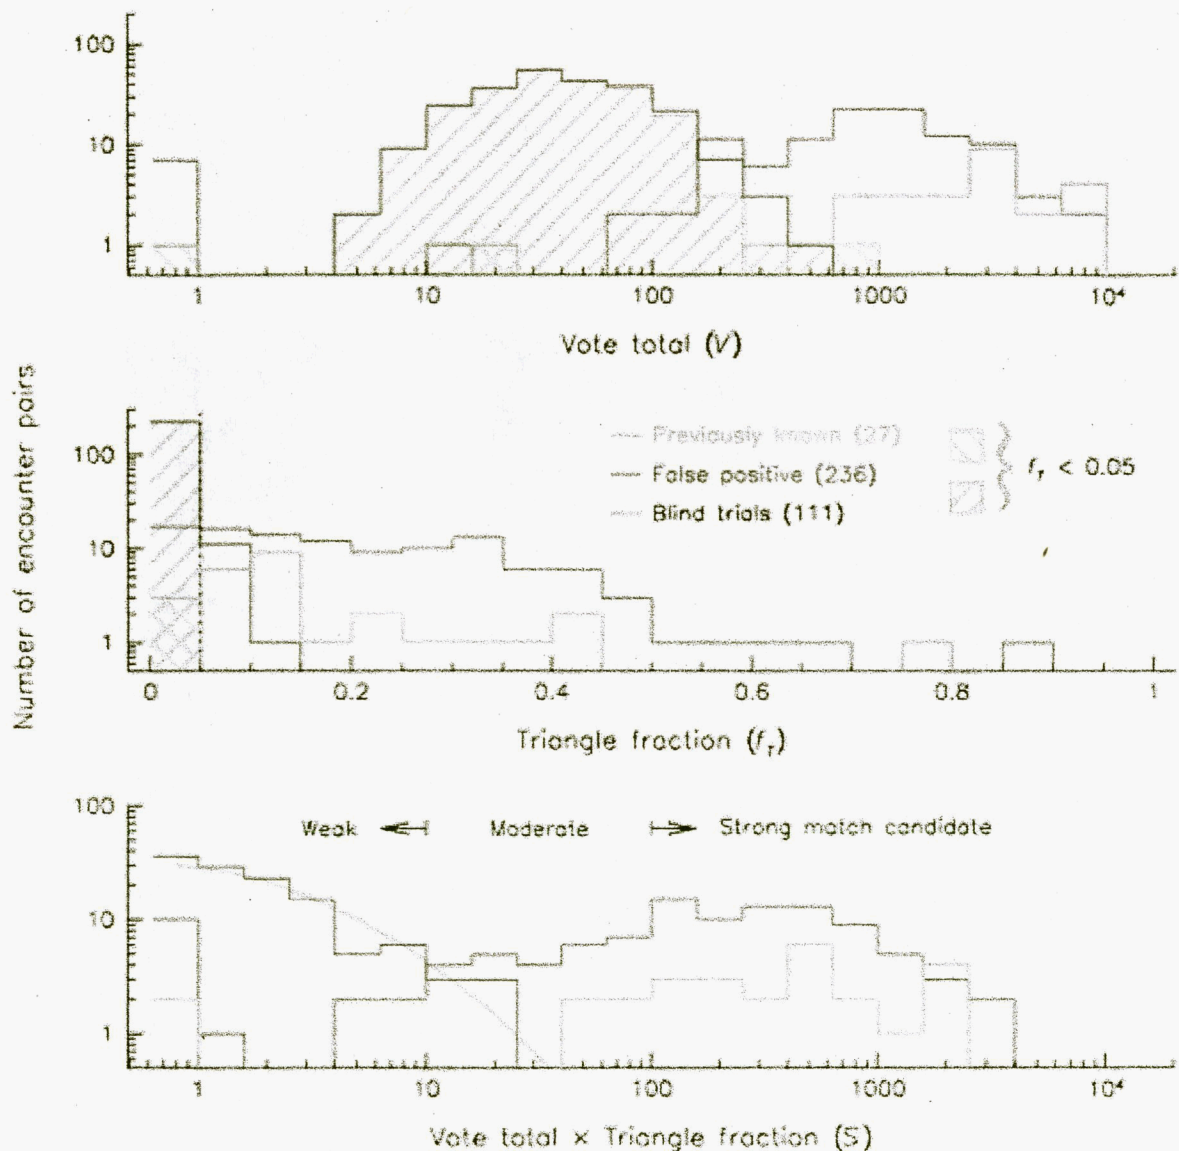 Number of encounter pairs
100
10
1
1 10 100 1000 10⁴
Vote total (V)
100
10
1
Previously known (27)
False positive (236)
Blind trials (111)
f_T < 0.05
0 0.2 0.4 0.6 0.8 1
Triangle fraction (f_T)
100
10
1
Weak Moderate Strong match candidate
1 10 100 1000 10⁴
Vote total × Triangle fraction (S)